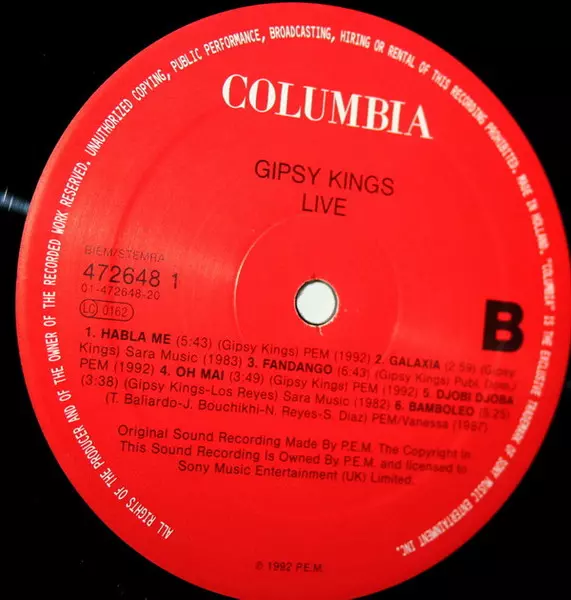 ALL RIGHTS OF THE PRODUCER AND OF THE OWNER OF THE RECORDED WORK RESERVED. UNAUTHORIZED COPYING, PUBLIC PERFORMANCE, BROADCASTING, HIRING OR RENTAL OF THIS RECORDING PROHIBITED. MADE IN HOLLAND. "COLUMBIA" IS THE EXCLUSIVE TRADEMARK OF SONY MUSIC ENTERTAINMENT INC.
COLUMBIA
GIPSY KINGS
LIVE
BIEM/STEMRA
472648 1
01-472648-20
LC 0162
B
1. HABLA ME (5:43) (Gipsy Kings) PEM (1992) 2. GALAXIA (2:59) (Gipsy
Kings) Sara Music (1983) 3. FANDANGO (6:43) (Gipsy Kings) Publ.
PEM (1992) 4. OH MAI (3:49) (Gipsy Kings) PEM (1992) 5. DJOBI DJOBA
(3:38) (Gipsy Kings-Los Reyes) Sara Music (1982) 6. BAMBOLEO (5:25)
(T. Baliardo-J. Bouchikhi-N. Reyes-S. Diaz) PEM/Vanessa (1987)
Original Sound Recording Made By P.E.M. The Copyright In
This Sound Recording is Owned By P.E.M. and licensed to
Sony Music Entertainment (UK) Limited.
© 1992 P.E.M.